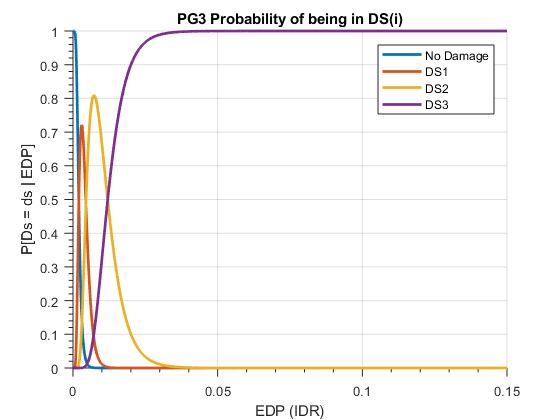 PG3 Probability of being in DS(i)
1
0.9
0.8
0.7
0.6
0.5
0.4
0.3
0.2
0.1
0
P[Ds = ds | EDP]
No Damage
DS1
DS2
DS3
0 0.05 0.1 0.15
EDP (IDR)